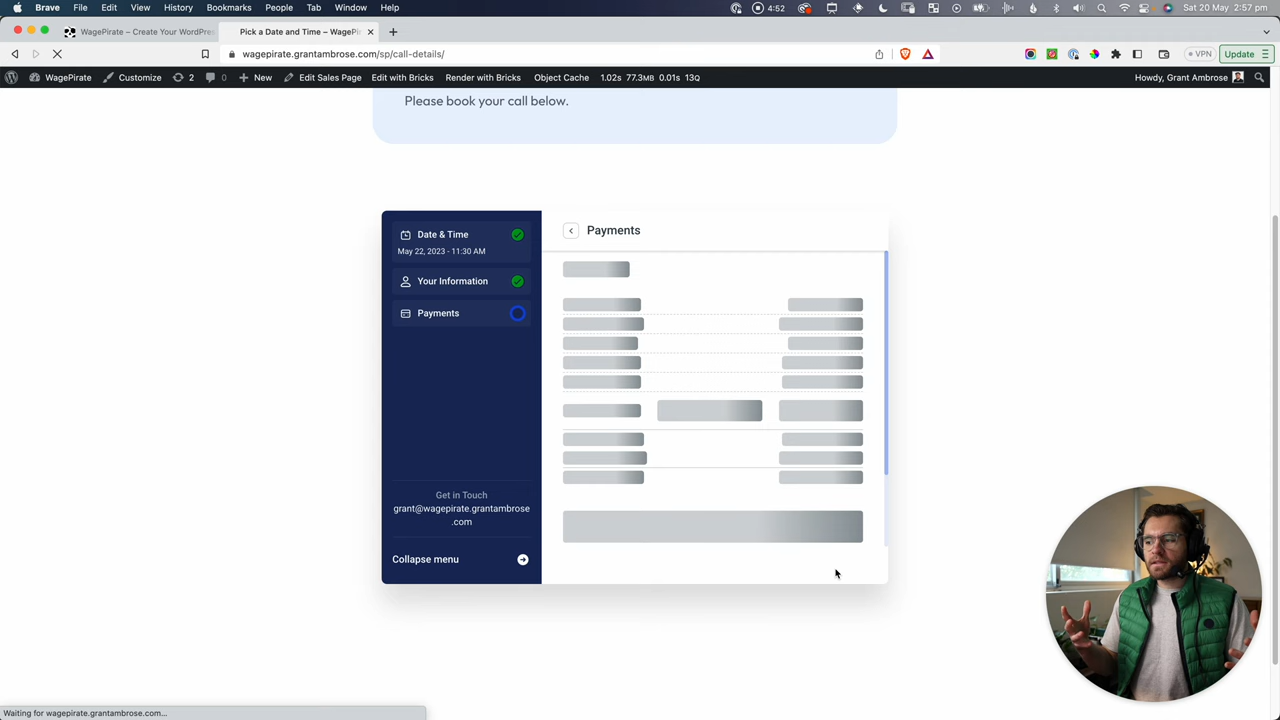 Brave File Edit View History Bookmarks People Tab Window Help 4:52 Sat 20 May 2:57 pm
WagePirate – Create Your WordPres Pick a Date and Time – WagePi
wagepirate.grantambrose.com/sp/call-details/ VPN Update
WagePirate Customize 2 0 New Edit Sales Page Edit with Bricks Render with Bricks Object Cache 1.02s 77.3MB 0.01s 13Q Howdy, Grant Ambrose
Please book your call below.
Date & Time
May 22, 2023 - 11:30 AM
Your Information
Payments
Get in Touch
grant@wagepirate.grantambrose
.com
Collapse menu
Payments
Waiting for wagepirate.grantambrose.com...